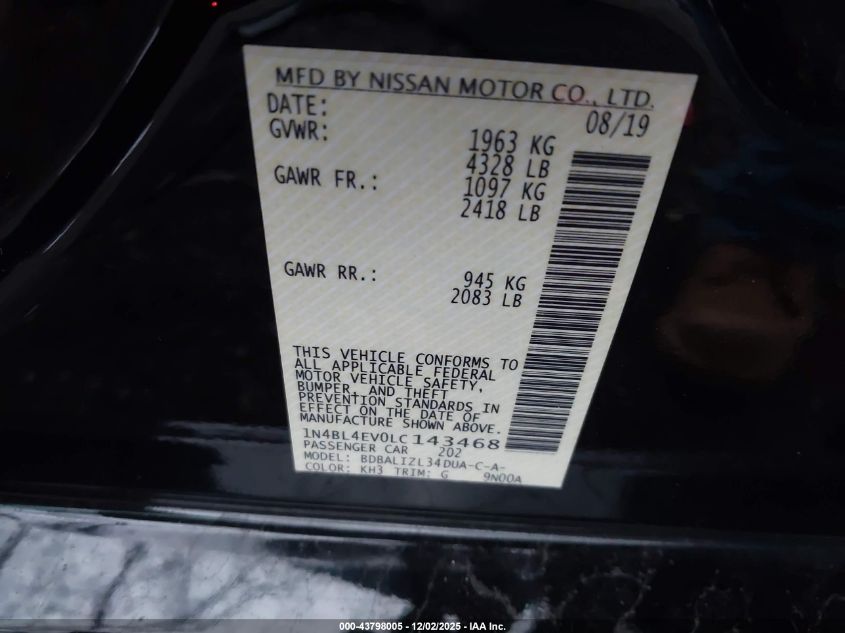 MFD BY NISSAN MOTOR CO., LTD.
DATE: 08/19
GVWR: 1963 KG
4328 LB
GAWR FR.: 1097 KG
2418 LB
GAWR RR.: 945 KG
2083 LB
THIS VEHICLE CONFORMS TO
ALL APPLICABLE FEDERAL
MOTOR VEHICLE SAFETY,
BUMPER, AND THEFT
PREVENTION STANDARDS IN
EFFECT ON THE DATE OF
MANUFACTURE SHOWN ABOVE.
1N4BL4EV0LC143468
PASSENGER CAR 202
MODEL: BDBALIZL34DUA-C-A-
COLOR: KH3 TRIM: G 9N00A
000-43798005 - 12/02/2025 - IAA Inc.